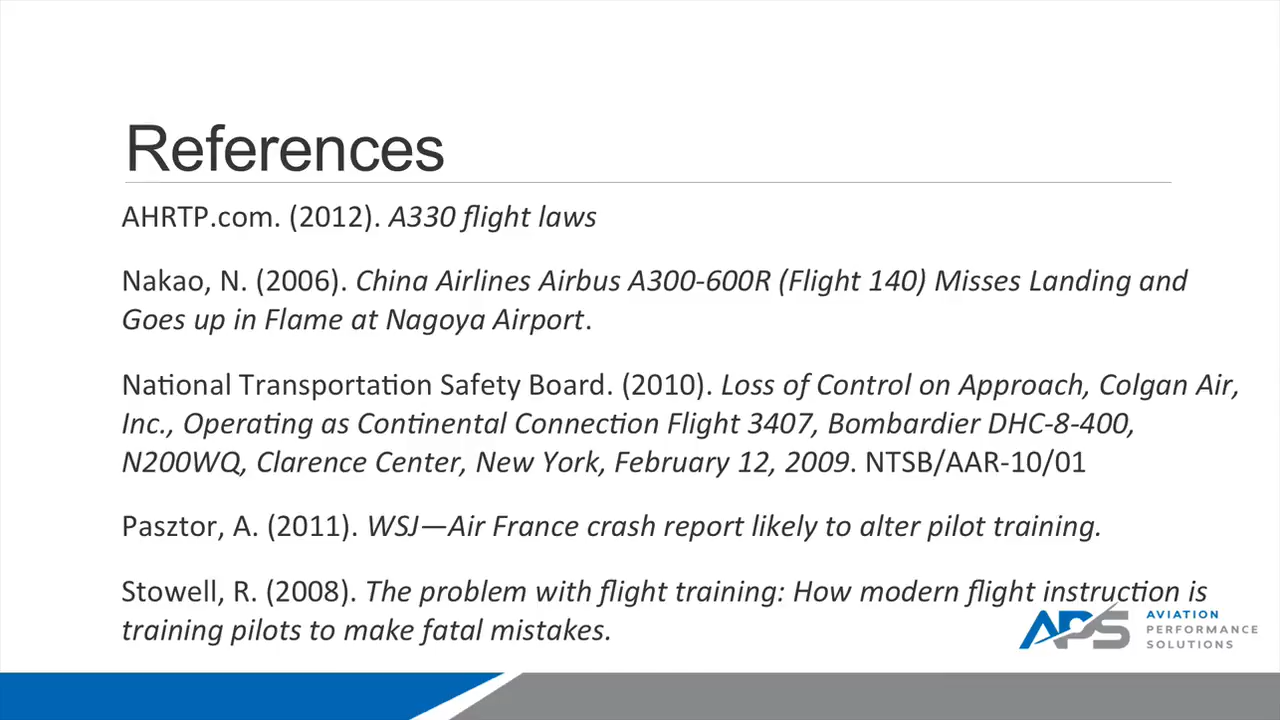 References
AHRTP.com. (2012). A330 flight laws
Nakao, N. (2006). China Airlines Airbus A300-600R (Flight 140) Misses Landing and
Goes up in Flame at Nagoya Airport.
National Transportation Safety Board. (2010). Loss of Control on Approach, Colgan Air,
Inc., Operating as Continental Connection Flight 3407, Bombardier DHC-8-400,
N200WQ, Clarence Center, New York, February 12, 2009. NTSB/AAR-10/01
Pasztor, A. (2011). WSJ—Air France crash report likely to alter pilot training.
Stowell, R. (2008). The problem with flight training: How modern flight instruction is
training pilots to make fatal mistakes.
APS
AVIATION
PERFORMANCE
SOLUTIONS